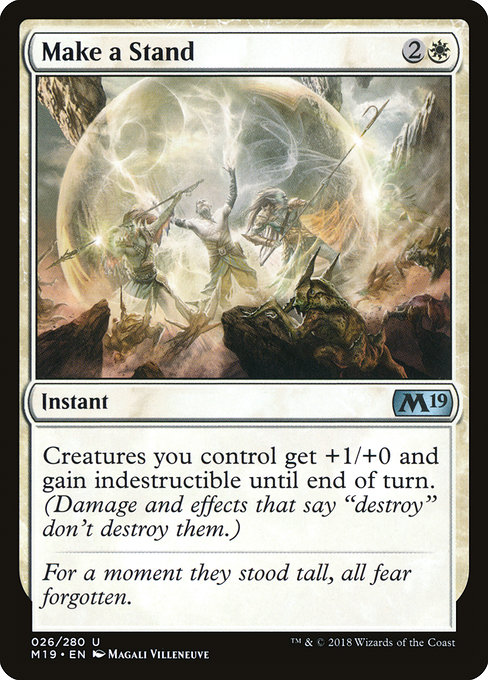 Make a Stand 2
Instant M19
Creatures you control get +1/+0 and
gain indestructible until end of turn.
(Damage and effects that say “destroy”
don’t destroy them.)
For a moment they stood tall, all fear
forgotten.
026/280 U ™ & © 2018 Wizards of the Coast
M19 • EN Magali Villeneuve